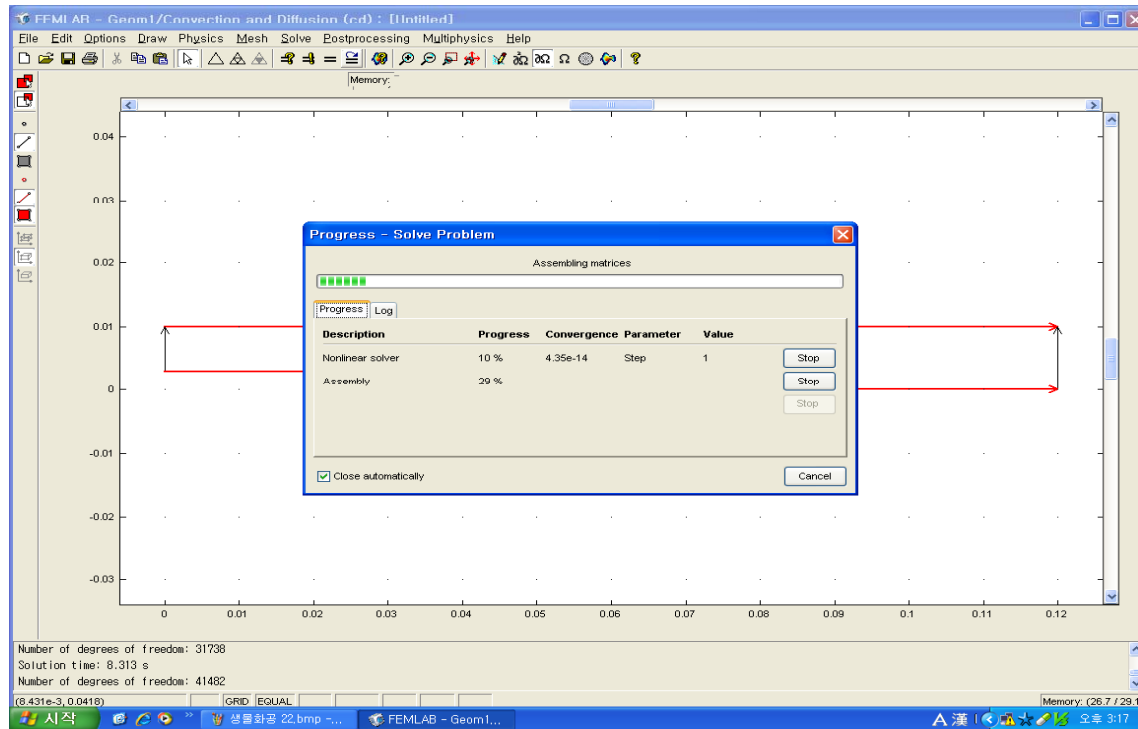 FEMLAB - Geom1/Convection and Diffusion (cd) : [Untitled]
File Edit Options Draw Physics Mesh Solve Postprocessing Multiphysics Help
Memory:
0.04
0.03
0.02
0.01
0
-0.01
-0.02
-0.03
0 0.01 0.02 0.03 0.04 0.05 0.06 0.07 0.08 0.09 0.1 0.11 0.12
Progress - Solve Problem
Assembling matrices
Progress Log
Description Progress Convergence Parameter Value
Nonlinear solver 10 % 4.35e-14 Step 1 Stop
Assembly 29 % Stop
Stop
Close automatically Cancel
Number of degrees of freedom: 31738
Solution time: 8.313 s
Number of degrees of freedom: 41482
(8.431e-3, 0.0418) GRID EQUAL Memory: (26.7 / 29.1
시작 생물화공 22.bmp -... FEMLAB - Geom1... A 漢 오후 3:17